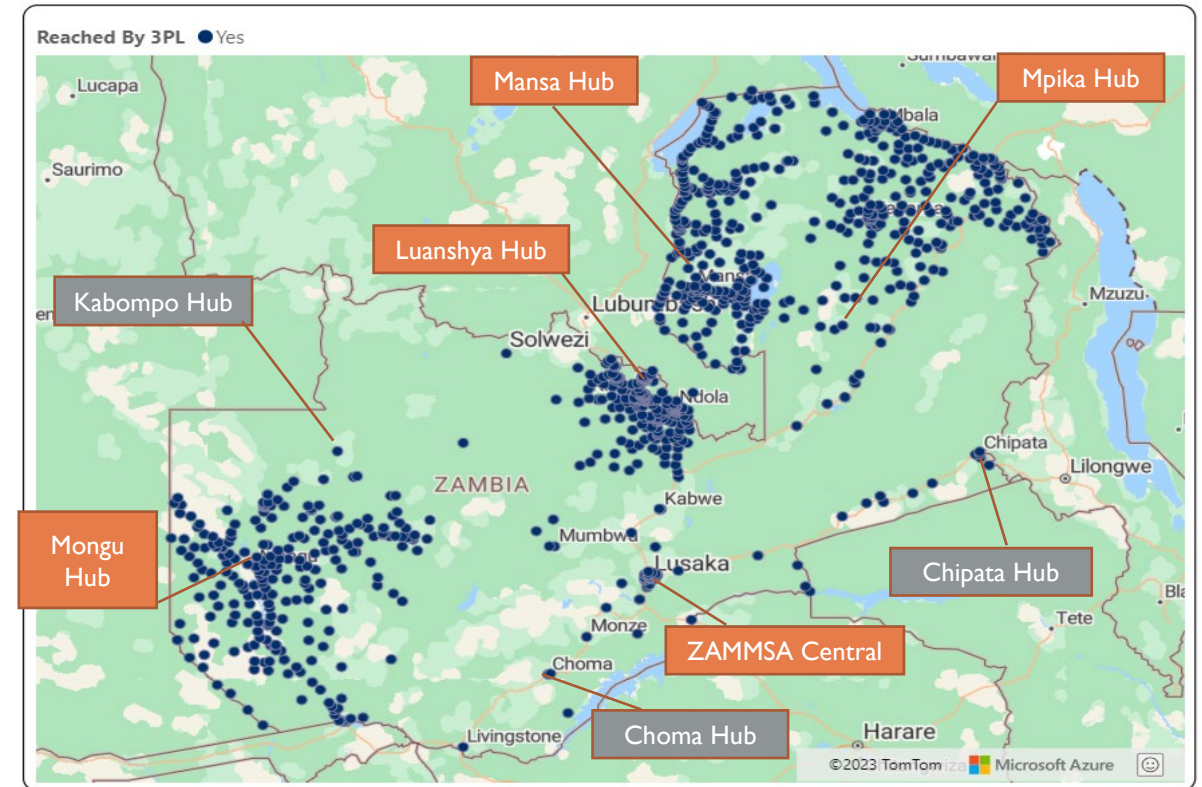 Reached By 3PL Yes
Lucapa
Mansa Hub
Mpika Hub
Mbala
Saurimo
Luanshya Hub
Kabompo Hub
Mzuzu
Solwezi
Ndola
Chipata
Lilongwe
ZAMBIA
Kabwe
Mongu
Hub
Mumbwa
Lusaka
Chipata Hub
Tete
Monze
ZAMMSA Central
Choma
Livingstone
Choma Hub
Harare
©2023 TomTom Microsoft Azure